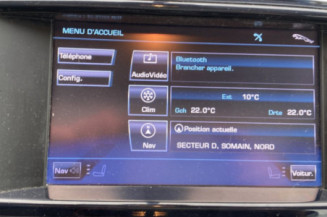 MENU D'ACCUEIL
Téléphone
Config.
AudioVidéo
Clim
Nav
Bluetooth
Brancher appareil.
Ext 10°C
Gch 22.0°C Drte 22.0°C
Position actuelle
SECTEUR D, SOMAIN, NORD
Nav
Voitur.